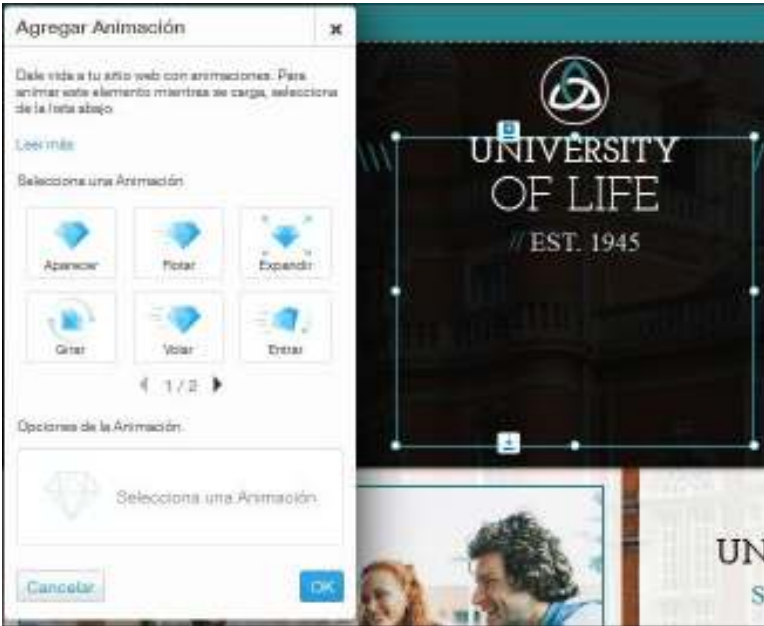 Agregar Animación
Dale vida a tu sitio web con animaciones. Para
animar este elemento mientras se carga, selecciona
de la lista abajo.
Leer más
Selecciona una Animación
Aparecer
Flotar
Expandir
Girar
Volar
Entrar
1 / 2
Opciones de la Animación.
Selecciona una Animación
Cancelar
OK
UNIVERSITY
OF LIFE
// EST. 1945
UN
S